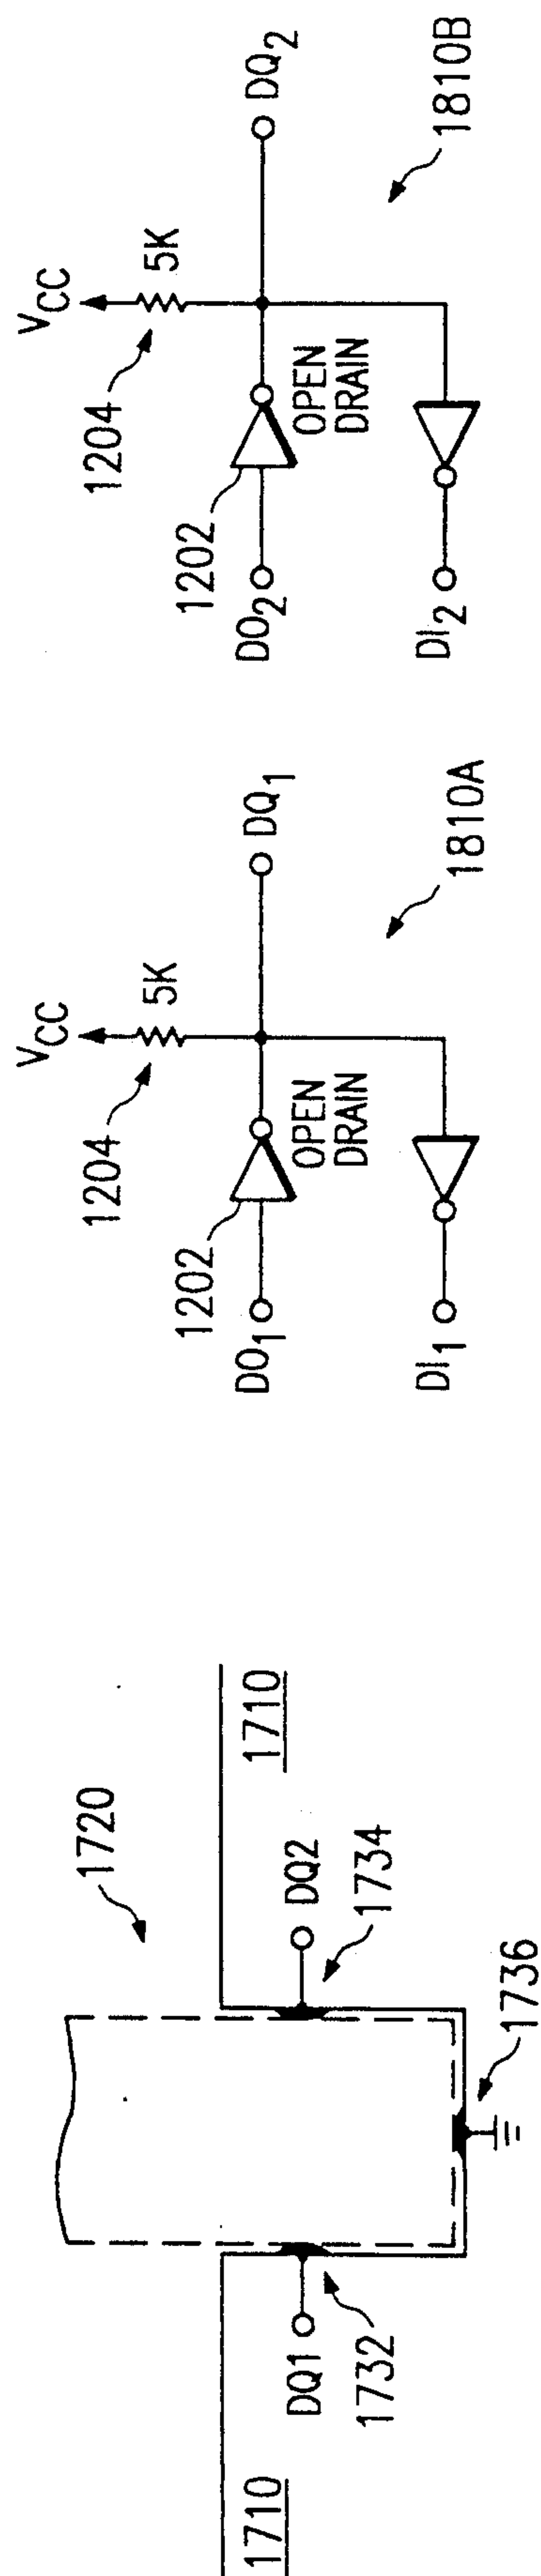 1710
1720
1710
DQ1
1732
DQ2
1734
1736
VCC
1204
5K
1202
DO1
OPEN
DRAIN
DQ1
DI1
1810A
VCC
1204
5K
1202
DO2
OPEN
DRAIN
DQ2
DI2
1810B